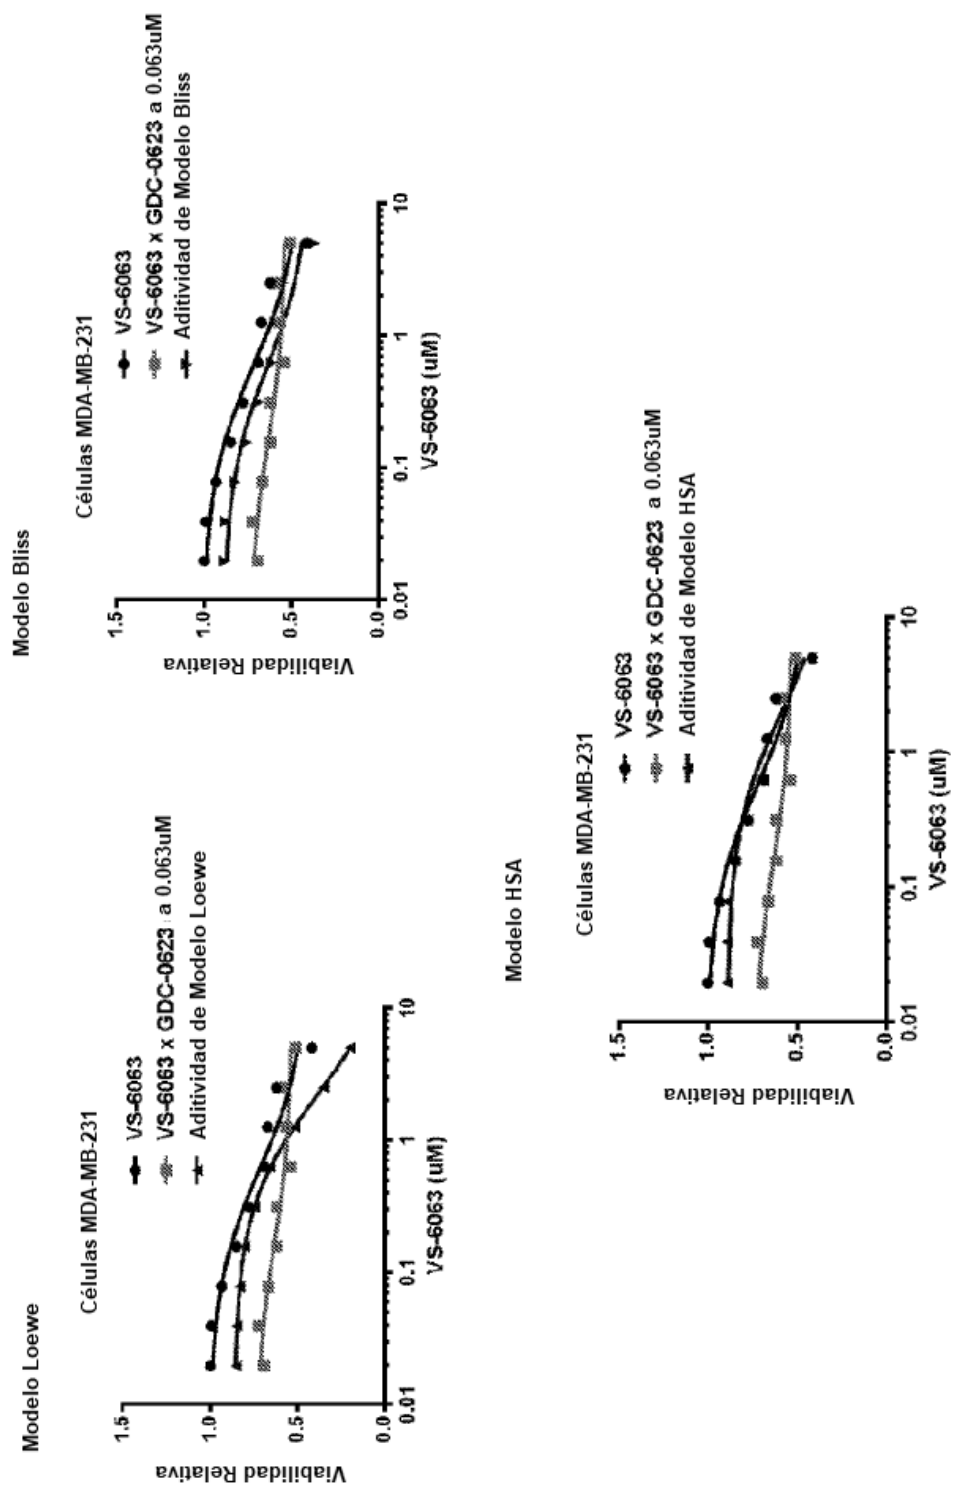 Modelo Loewe
Células MDA-MB-231
VS-6063
VS-6063 x GDC-0623 a 0.063uM
Aditividad de Modelo Loewe
Viabilidad Relativa
1.5
1.0
0.5
0.0
0.01
0.1
1
10
VS-6063 (uM)
Modelo Bliss
Células MDA-MB-231
VS-6063
VS-6063 x GDC-0623 a 0.063uM
Aditividad de Modelo Bliss
Viabilidad Relativa
1.5
1.0
0.5
0.0
0.01
0.1
1
10
VS-6063 (uM)
Modelo HSA
Células MDA-MB-231
VS-6063
VS-6063 x GDC-0623 a 0.063uM
Aditividad de Modelo HSA
Viabilidad Relativa
1.5
1.0
0.5
0.0
0.01
0.1
1
10
VS-6063 (uM)